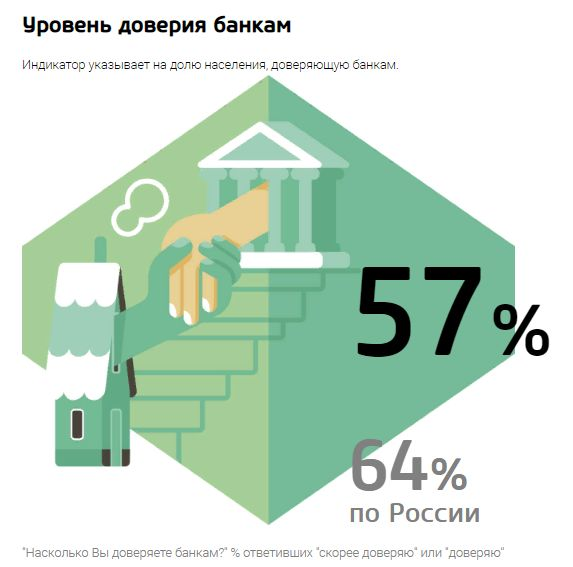 Уровень доверия банкам
Индикатор указывает на долю населения, доверяющую банкам.
57%
64%
по России
"Насколько Вы доверяете банкам?" % ответивших "скорее доверяю" или "доверяю"